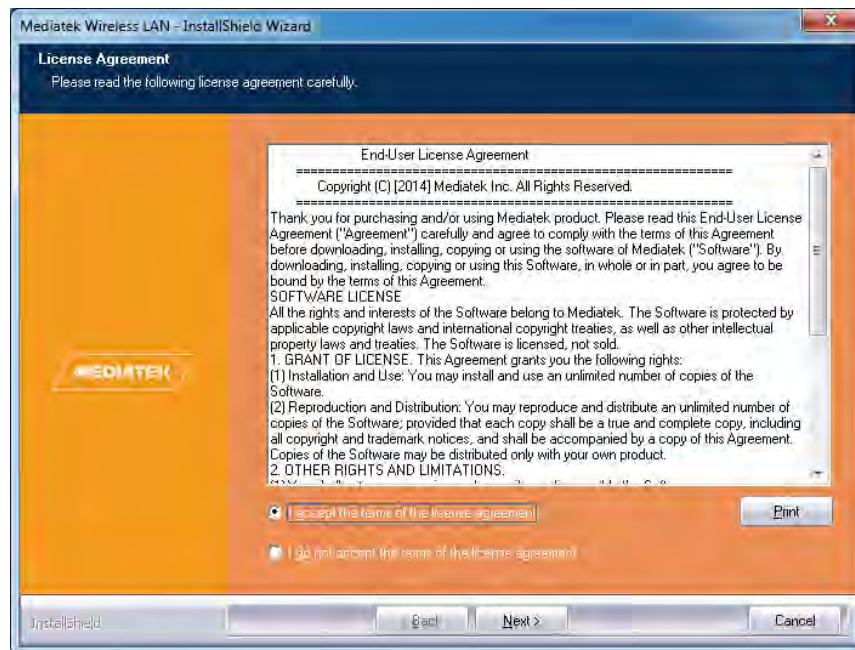 Mediatek Wireless LAN - InstallShield Wizard
License Agreement
Please read the following license agreement carefully.
End-User License Agreement
===============================================================
Copyright (C) [2014] Mediatek Inc. All Rights Reserved.
===============================================================
Thank you for purchasing and/or using Mediatek product. Please read this End-User License
Agreement ("Agreement") carefully and agree to comply with the terms of this Agreement
before downloading, installing, copying or using the software of Mediatek ("Software"). By
downloading, installing, copying or using this Software, in whole or in part, you agree to be
bound by the terms of this Agreement.
SOFTWARE LICENSE
All the rights and interests of the Software belong to Mediatek. The Software is protected by
applicable copyright laws and international copyright treaties, as well as other intellectual
property laws and treaties. The Software is licensed, not sold.
1. GRANT OF LICENSE. This Agreement grants you the following rights:
(1) Installation and Use: You may install and use an unlimited number of copies of the
Software.
(2) Reproduction and Distribution: You may reproduce and distribute an unlimited number of
copies of the Software; provided that each copy shall be a true and complete copy, including
all copyright and trademark notices, and shall be accompanied by a copy of this Agreement.
Copies of the Software may be distributed only with your own product.
2. OTHER RIGHTS AND LIMITATIONS.
MEDIATEK
I accept the terms of the license agreement
Print
I do not accept the terms of the license agreement
InstallShield
Back
Next >
Cancel